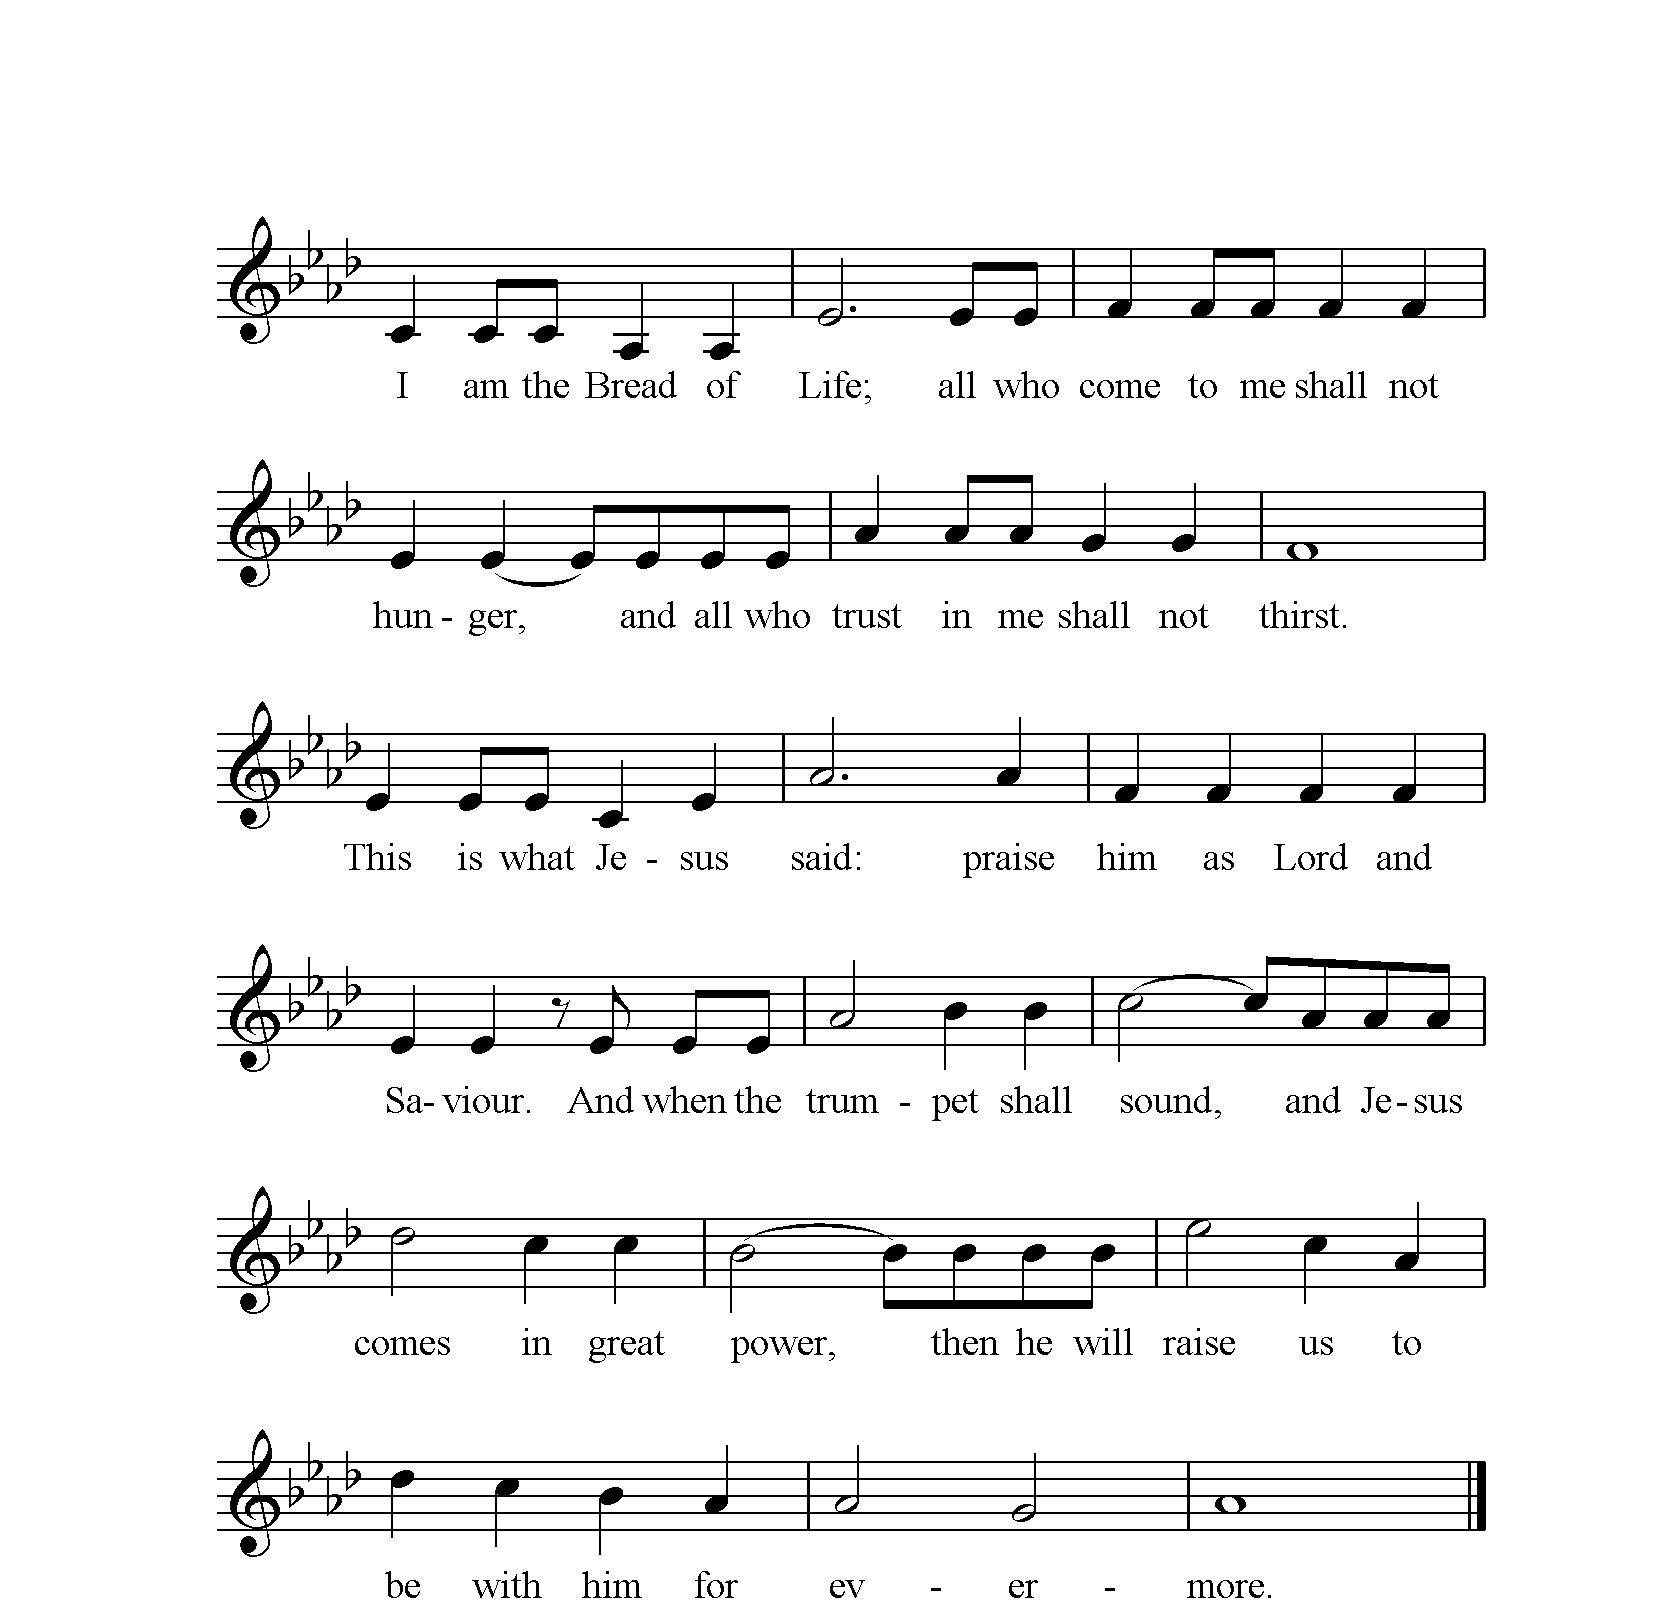 I am the Bread of Life; all who come to me shall not
hun - ger, and all who trust in me shall not thirst.
This is what Je - sus said: praise him as Lord and
Sa - viour. And when the trum - pet shall sound, and Je - sus
comes in great power, then he will raise us to
be with him for ev - er - more.